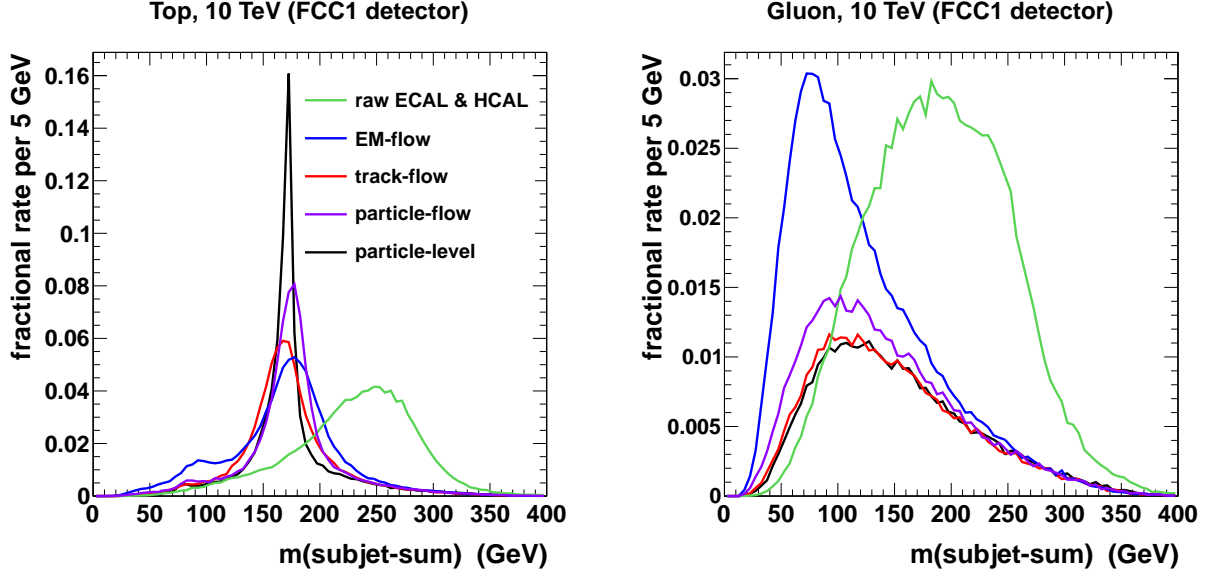 Top, 10 TeV (FCC1 detector)
fractional rate per 5 GeV
0.16
0.14
0.12
0.1
0.08
0.06
0.04
0.02
0
raw ECAL & HCAL
EM-flow
track-flow
particle-flow
particle-level
0 50 100 150 200 250 300 350 400
m(subjet-sum) (GeV)
Gluon, 10 TeV (FCC1 detector)
fractional rate per 5 GeV
0.03
0.025
0.02
0.015
0.01
0.005
0
0 50 100 150 200 250 300 350 400
m(subjet-sum) (GeV)